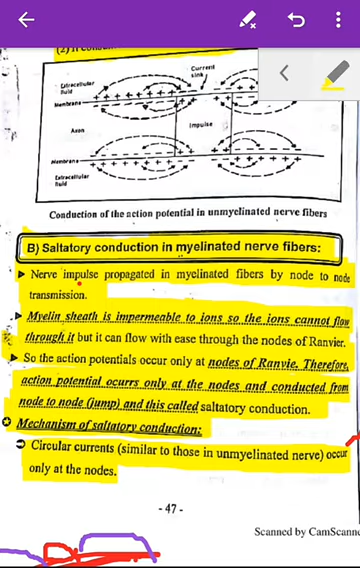 (2) It
Current
sink
Extracellular
fluid
Membrane
Axon
Impulse
Membrane
Extracellular
fluid
Conduction of the action potential in unmyelinated nerve fibers
B) Saltatory conduction in myelinated nerve fibers:
Nerve impulse propagated in myelinated fibers by node to node
transmission.
Myelin sheath is impermeable to ions so the ions cannot flow
through it but it can flow with ease through the nodes of Ranvier.
So the action potentials occur only at nodes of Ranvie. Therefore,
action potential ocurrs only at the nodes and conducted from
node to node (jump) and this called saltatory conduction.
Mechanism of saltatory conduction:
Circular currents (similar to those in unmyelinated nerve) occur
only at the nodes.
- 47 -
Scanned by CamScanne